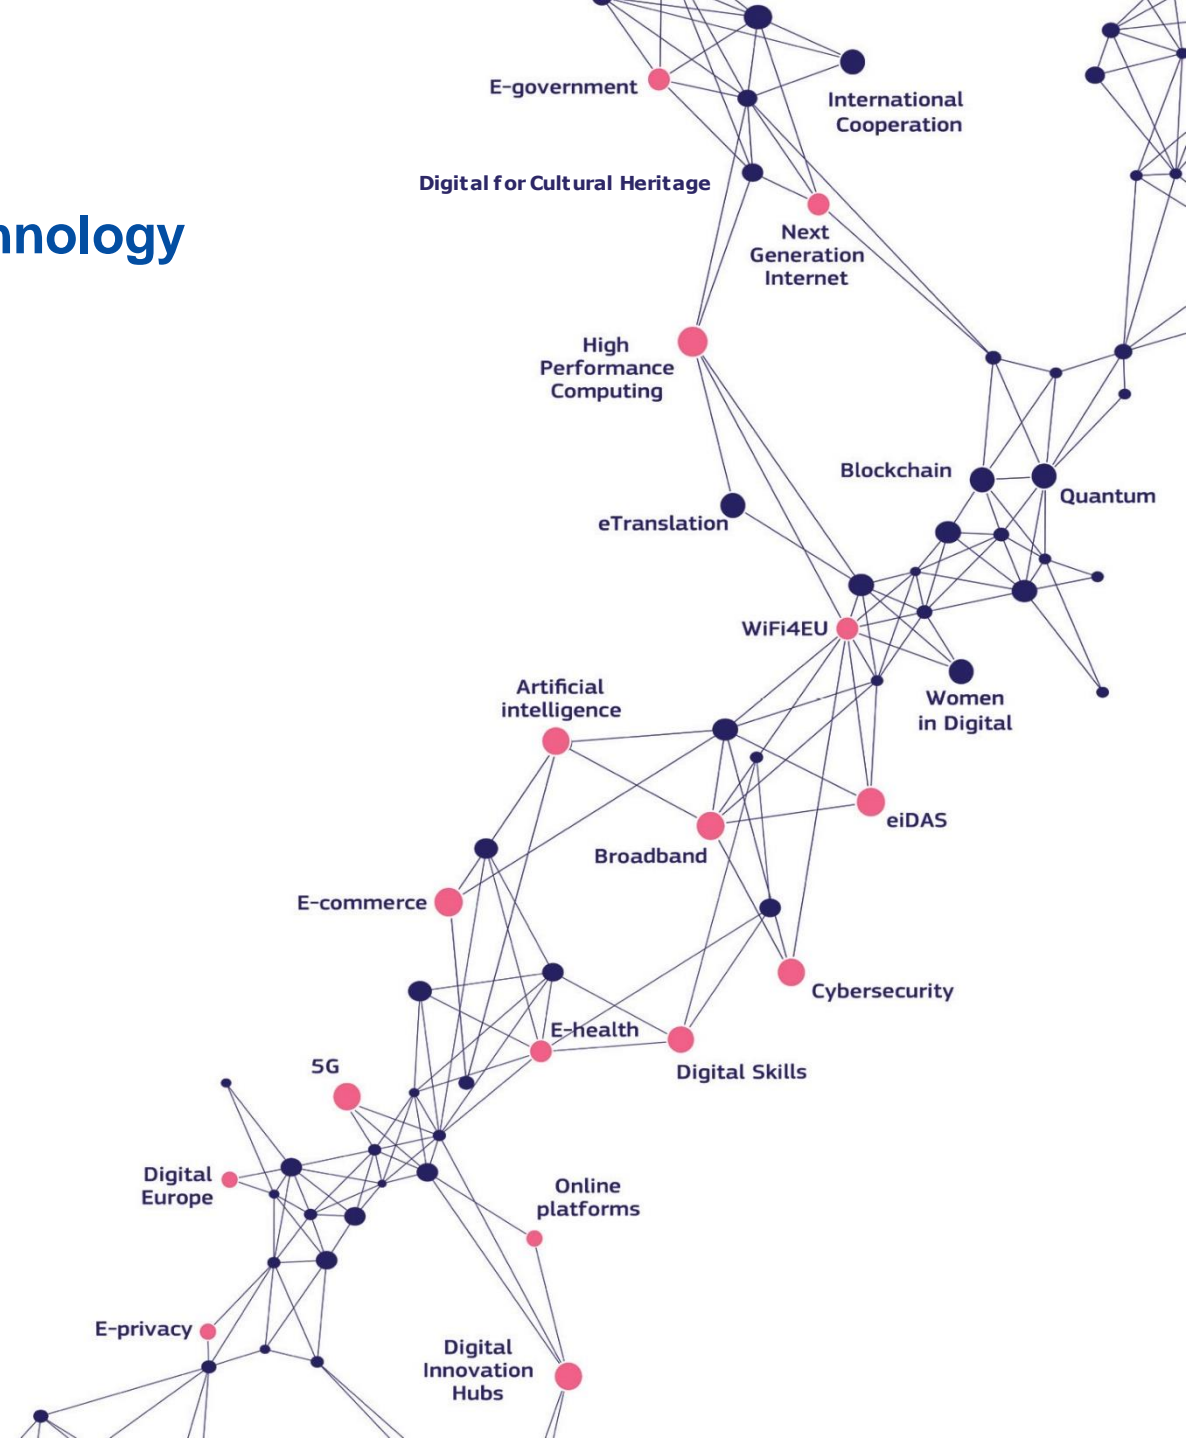 E-government
International
Cooperation
Digital for Cultural Heritage
hnology
Next
Generation
Internet
High
Performance
Computing
Blockchain
Quantum
eTranslation
WiFi4EU
Artificial
intelligence
Women
in Digital
eiDAS
Broadband
E-commerce
Cybersecurity
E-health
5G
Digital Skills
Digital
Europe
Online
platforms
E-privacy
Digital
Innovation
Hubs